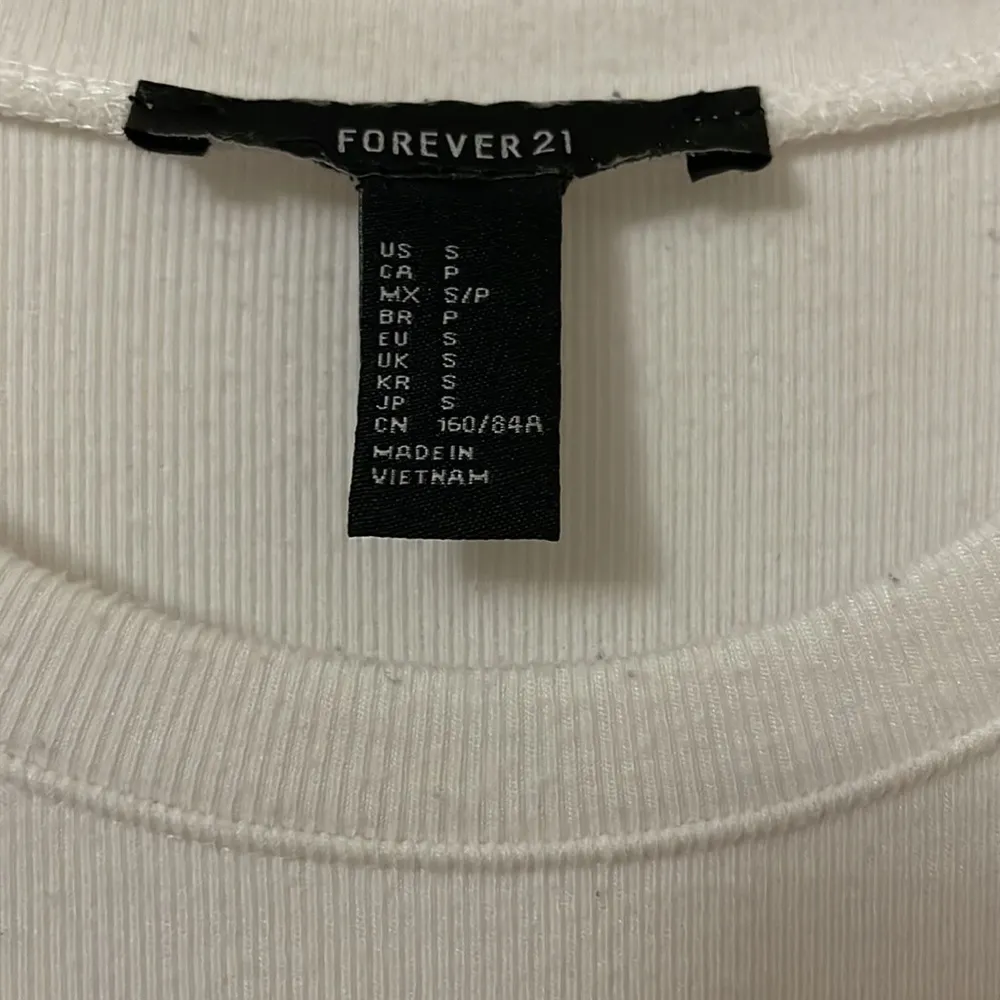 FOREVER 21
US S
CA P
MX S/P
BR P
EU S
UK S
KR S
JP S
CN 160/84A
MADE IN
VIETNAM